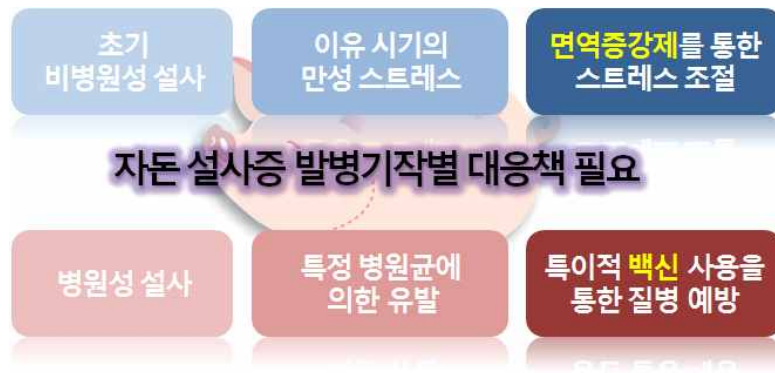 초기
비병원성 설사
이유 시기의
만성 스트레스
면역증강제를 통한
스트레스 조절
자돈 설사증 발병기작별 대응책 필요
병원성 설사
특정 병원균에
의한 유발
특이적 백신 사용을
통한 질병 예방